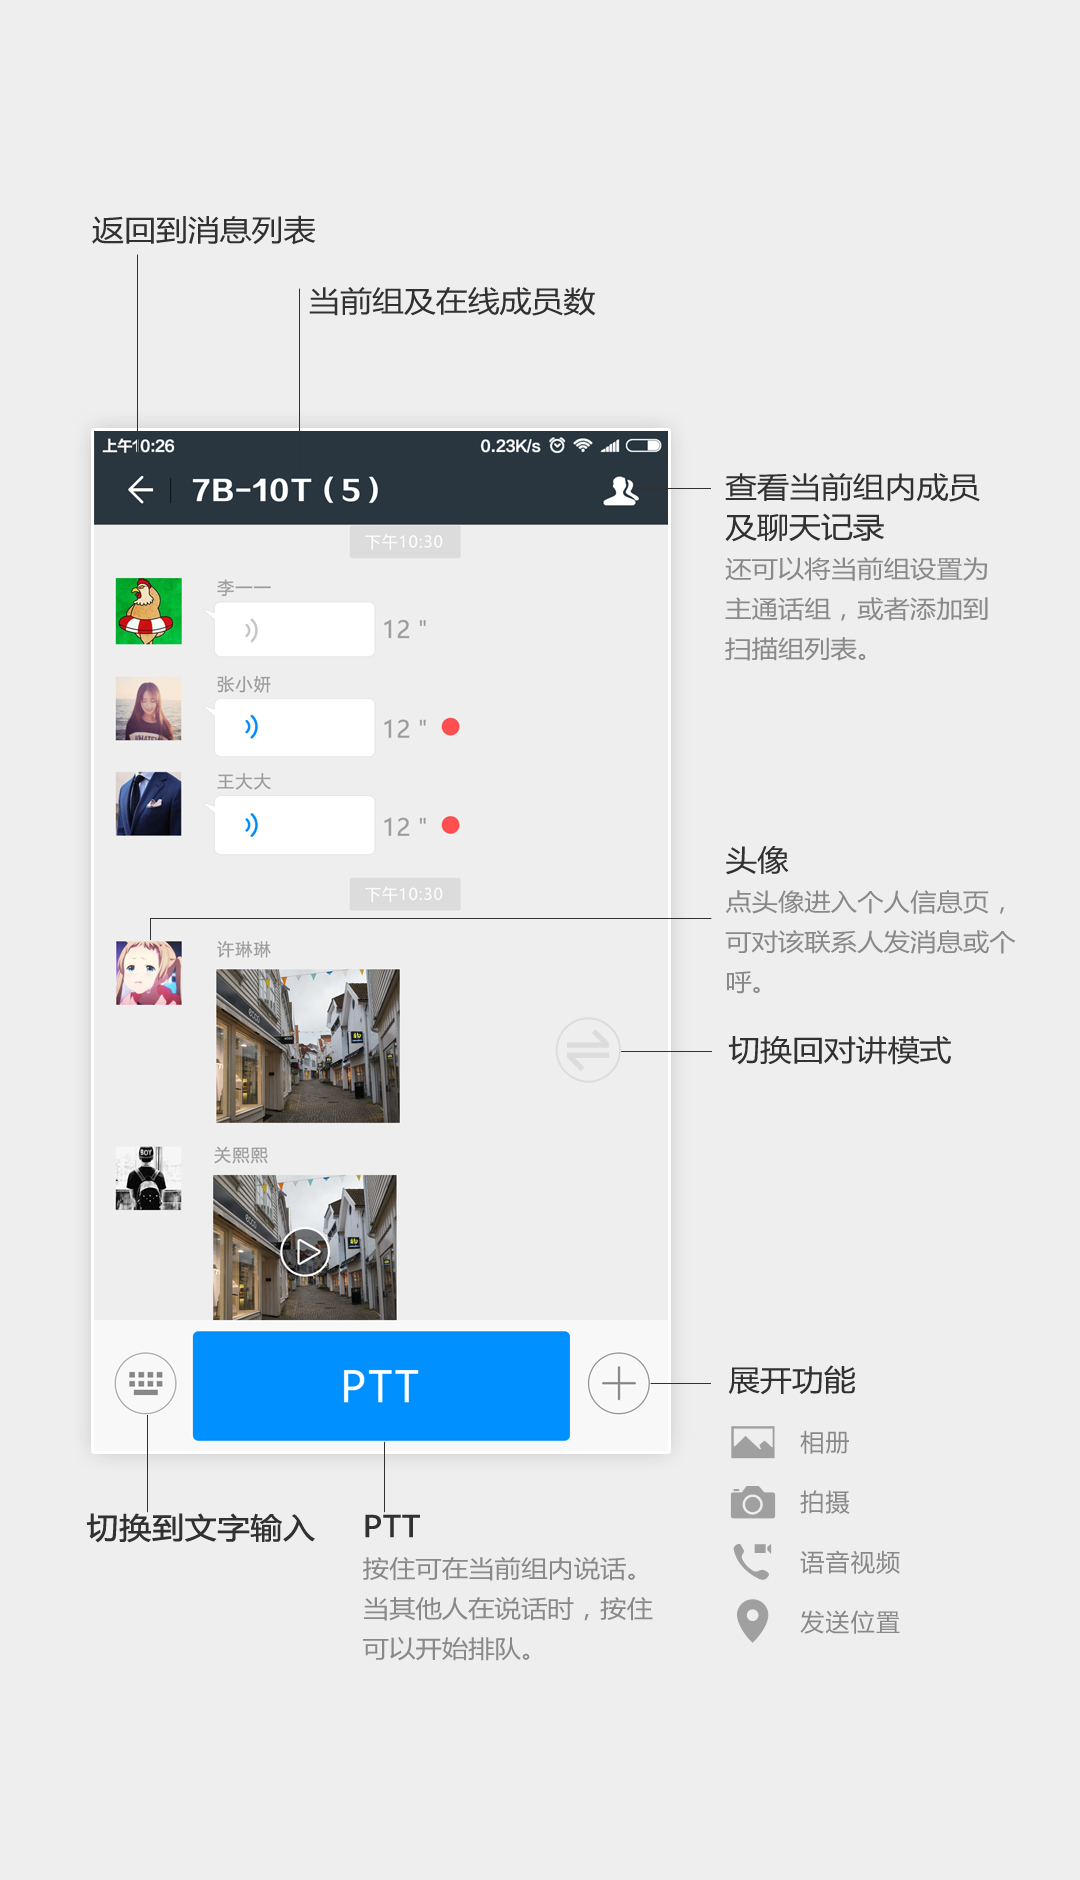 返回到消息列表
当前组及在线成员数
上午10:26
0.23K/s
7B-10T（5）
查看当前组内成员
及聊天记录
还可以将当前组设置为
主通话组，或者添加到
扫描组列表。
下午10:30
李一一
12 "
张小妍
12 "
王大大
12 "
下午10:30
头像
点头像进入个人信息页，
可对该联系人发消息或个
呼。
许琳琳
ecco
切换回对讲模式
关熙熙
ecco
BOY
PTT
展开功能
相册
拍摄
语音视频
发送位置
切换到文字输入
PTT
按住可在当前组内说话。
当其他人在说话时，按住
可以开始排队。